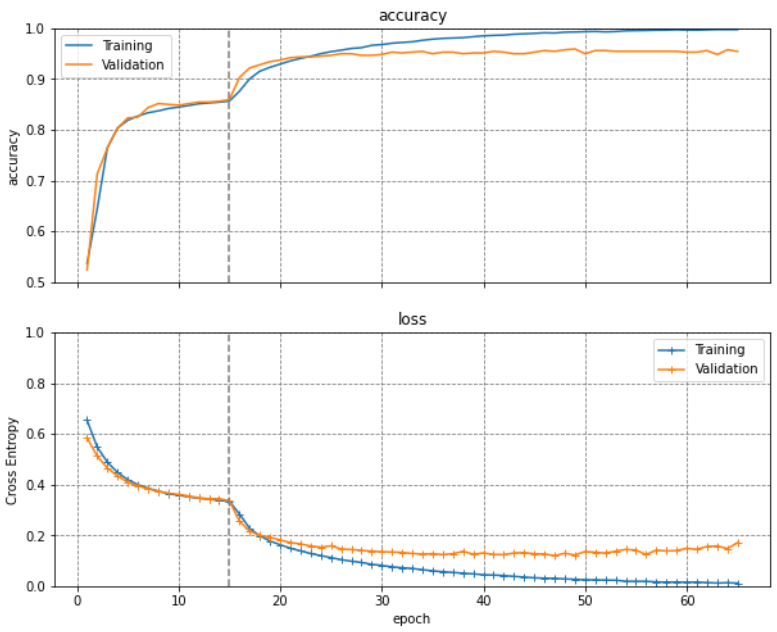 accuracy
1.0
0.9
0.8
0.7
0.6
0.5
accuracy
Training
Validation
loss
1.0
0.8
0.6
0.4
0.2
0.0
Cross Entropy
Training
Validation
0 10 20 30 40 50 60
epoch